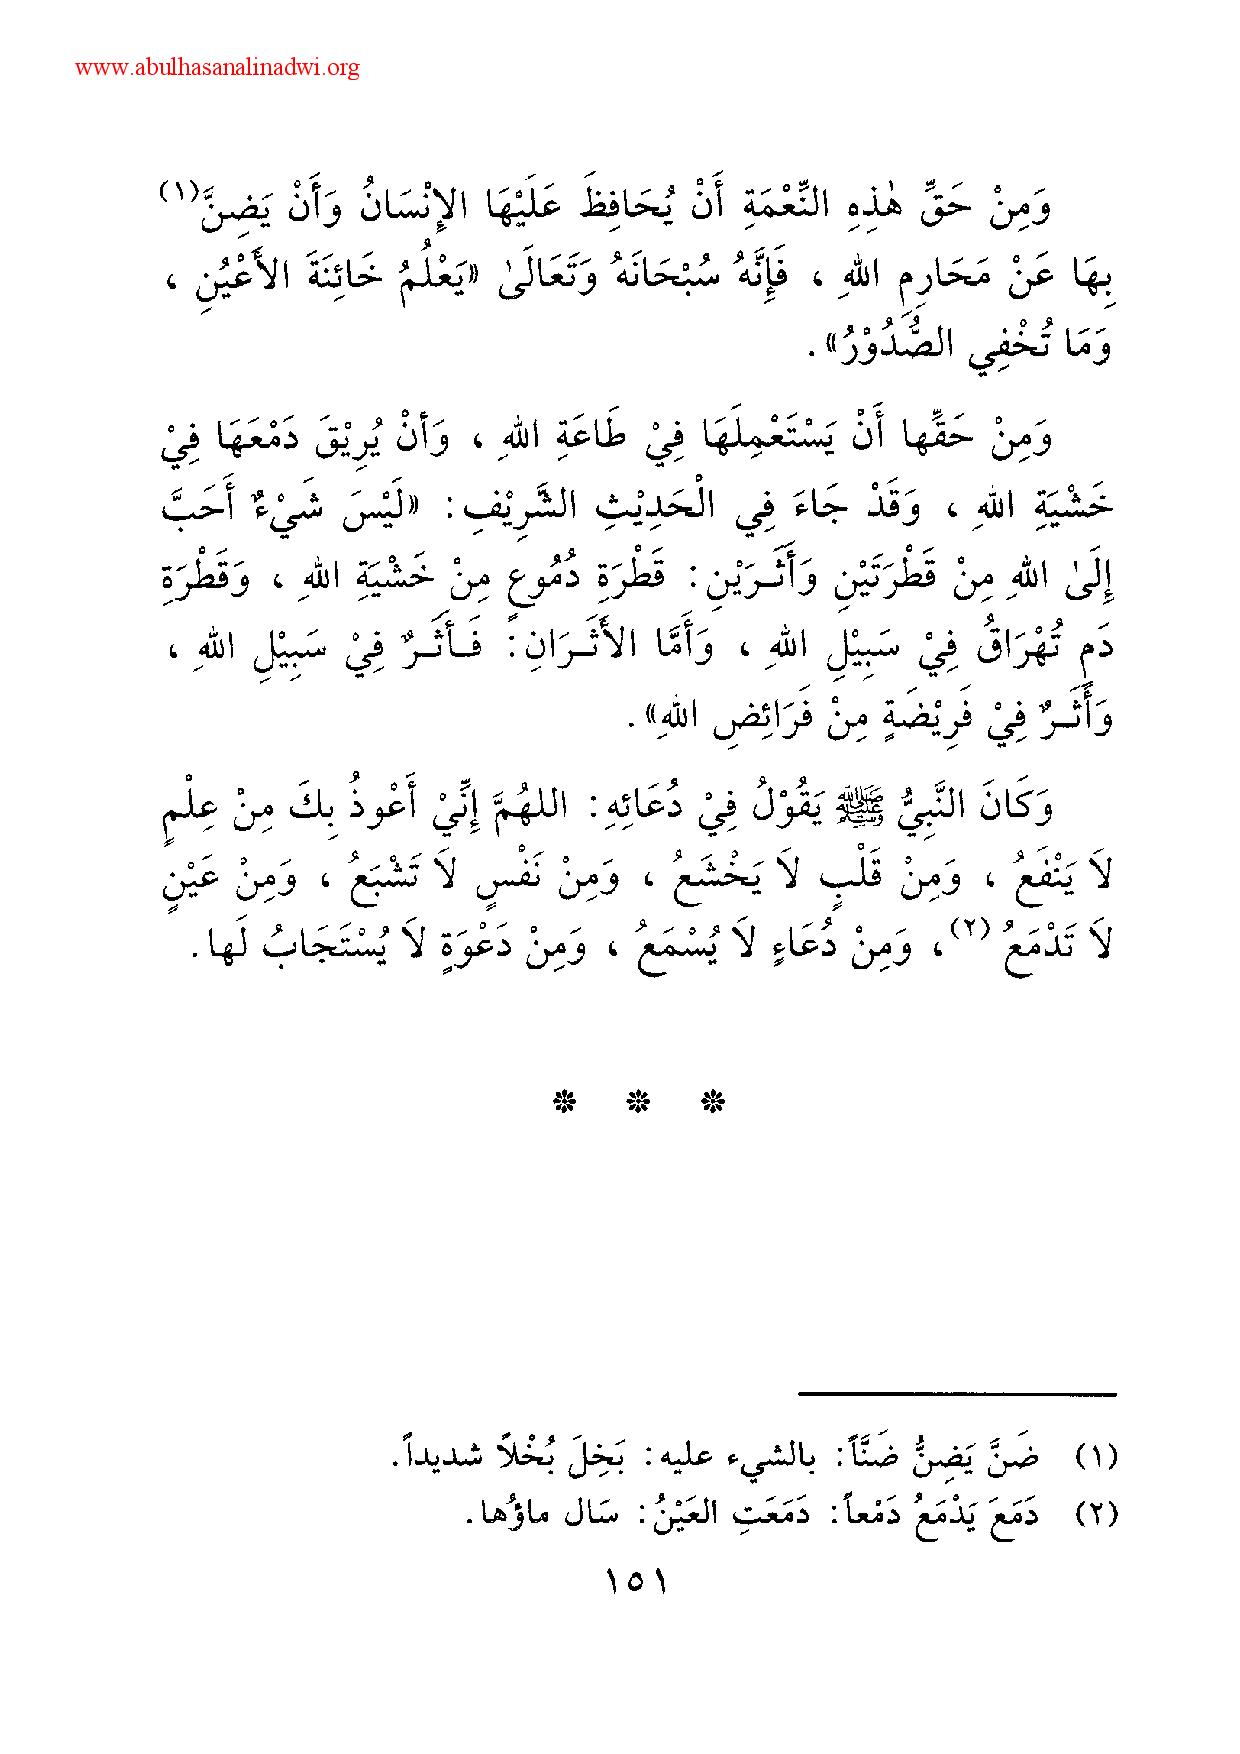 www.abulhasanalinadwi.org
وَمِنْ حَقِّ هٰذِهِ النِّعْمَةِ أَنْ يُحَافِظَ عَلَيْهَا الإِنْسَانُ وَأَنْ يَضِنَّ(١)
بِهَا عَنْ مَحَارِمِ اللهِ ، فَإِنَّهُ سُبْحَانَهُ وَتَعَالَىٰ «يَعْلَمُ خَائِنَةَ الأَعْيُنِ ،
وَمَا تُخْفِي الصُّدُوْرُ» .
وَمِنْ حَقِّها أَنْ يَسْتَعْمِلَهَا فِيْ طَاعَةِ اللهِ ، وَأَنْ يُرِيْقَ دَمْعَهَا فِيْ
خَشْيَةِ اللهِ ، وَقَدْ جَاءَ فِي الْحَدِيْثِ الشَّرِيْفِ : «لَيْسَ شَيْءٌ أَحَبَّ
إِلَىٰ اللهِ مِنْ قَطْرَتَيْنِ وَأَثَـرَيْنِ : قَطْرَةِ دُمُوعٍ مِنْ خَشْيَةِ اللهِ ، وَقَطْرَةِ
دَمٍ تُهْرَاقُ فِيْ سَبِيْلِ اللهِ ، وَأَمَّا الأَثَـرَانِ : فَـأَثَـرٌ فِيْ سَبِيْلِ اللهِ ،
وَأَثَـرٌ فِيْ فَرِيْضَةٍ مِنْ فَرَائِضِ اللهِ» .
وَكَانَ النَّبِيُّ ﷺ يَقُوْلُ فِيْ دُعَائِهِ : اللهُمَّ إِنِّيْ أَعْوذُ بِكَ مِنْ عِلْمٍ
لاَ يَنْفَعُ ، وَمِنْ قَلْبٍ لاَ يَخْشَعُ ، وَمِنْ نَفْسٍ لاَ تَشْبَعُ ، وَمِنْ عَيْنٍ
لاَ تَدْمَعُ (٢) ، وَمِنْ دُعَاءٍ لاَ يُسْمَعُ ، وَمِنْ دَعْوَةٍ لاَ يُسْتَجَابُ لَها .
(١) ضَنَّ يَضِنُّ ضَنّاً : بالشيء عليه : بَخِلَ بُخْلاً شديداً .
(٢) دَمَعَ يَدْمَعُ دَمْعاً : دَمَعَتِ العَيْنُ : سَال ماؤُها .
١٥١